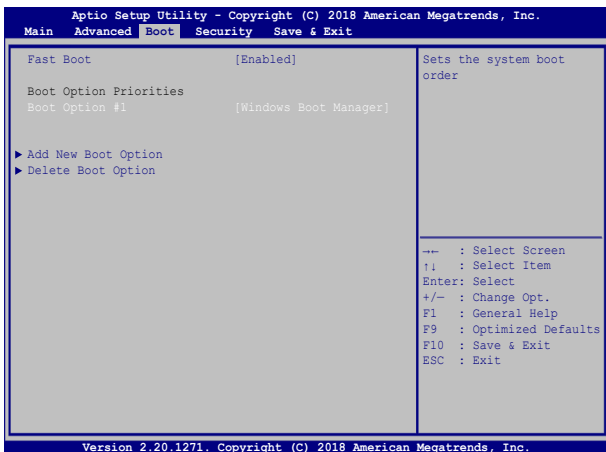 Aptio Setup Utility - Copyright (C) 2018 American Megatrends, Inc.
Main Advanced Boot Security Save & Exit
Fast Boot [Enabled]
Boot Option Priorities
Boot Option #1 [Windows Boot Manager]
▶ Add New Boot Option
▶ Delete Boot Option
Sets the system boot
order
→← : Select Screen
↑↓ : Select Item
Enter: Select
+/— : Change Opt.
F1 : General Help
F9 : Optimized Defaults
F10 : Save & Exit
ESC : Exit
Version 2.20.1271. Copyright (C) 2018 American Megatrends, Inc.